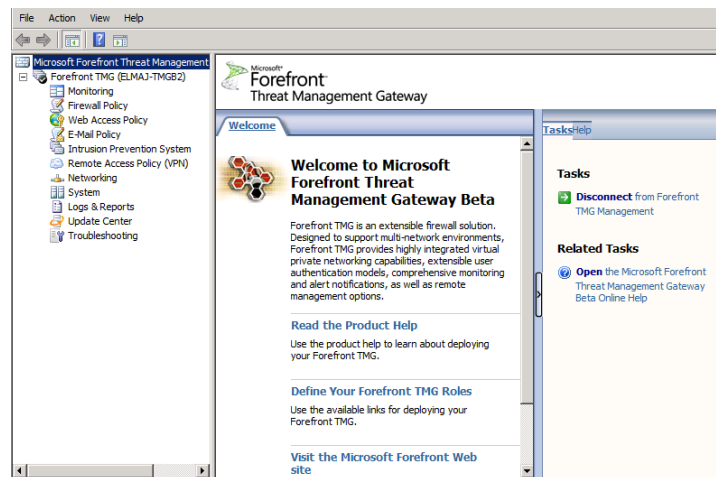 File Action View Help
Microsoft Forefront Threat Management
Forefront TMG (ELMAJ-TMGB2)
Monitoring
Firewall Policy
Web Access Policy
E-Mail Policy
Intrusion Prevention System
Remote Access Policy (VPN)
Networking
System
Logs & Reports
Update Center
Troubleshooting
Microsoft
Forefront
Threat Management Gateway
Welcome
Welcome to Microsoft
Forefront Threat
Management Gateway Beta
Forefront TMG is an extensible firewall solution.
Designed to support multi-network environments,
Forefront TMG provides highly integrated virtual
private networking capabilities, extensible user
authentication models, comprehensive monitoring
and alert notifications, as well as remote
management options.
Read the Product Help
Use the product help to learn about deploying
your Forefront TMG.
Define Your Forefront TMG Roles
Use the available links for deploying your
Forefront TMG.
Visit the Microsoft Forefront Web
site
Tasks Help
Tasks
Disconnect from Forefront
TMG Management
Related Tasks
Open the Microsoft Forefront
Threat Management Gateway
Beta Online Help